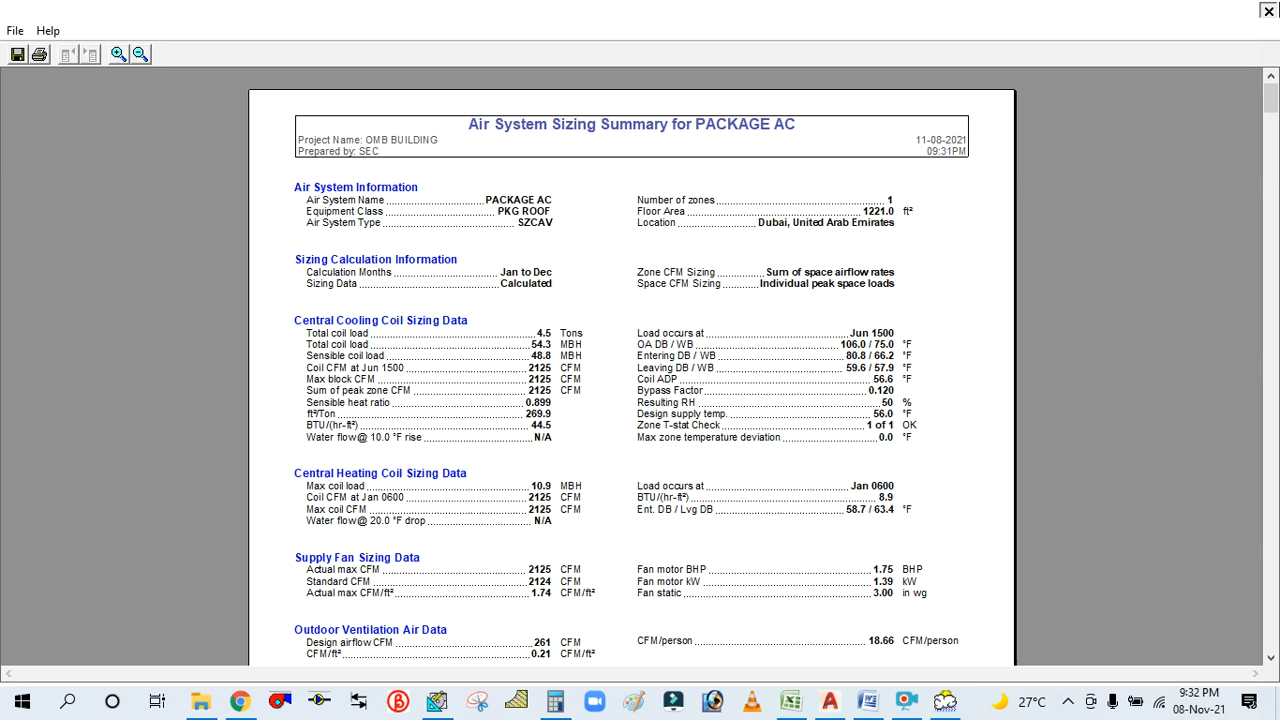 File Help
Air System Sizing Summary for PACKAGE AC
Project Name: OMB BUILDING 11-08-2021
Prepared by: SEC 09:31PM
Air System Information
Air System Name PACKAGE AC Number of zones 1
Equipment Class PKG ROOF Floor Area 1221.0 ft²
Air System Type SZCAV Location Dubai, United Arab Emirates
Sizing Calculation Information
Calculation Months Jan to Dec Zone CFM Sizing Sum of space airflow rates
Sizing Data Calculated Space CFM Sizing Individual peak space loads
Central Cooling Coil Sizing Data
Total coil load 4.5 Tons Load occurs at Jun 1500
Total coil load 54.3 MBH OA DB / WB 106.0 / 75.0 °F
Sensible coil load 48.8 MBH Entering DB / WB 80.8 / 66.2 °F
Coil CFM at Jun 1500 2125 CFM Leaving DB / WB 59.6 / 57.9 °F
Max block CFM 2125 CFM Coil ADP 56.6 °F
Sum of peak zone CFM 2125 CFM Bypass Factor 0.120
Sensible heat ratio 0.899 Resulting RH 50 %
ft²/Ton 269.9 Design supply temp. 56.0 °F
BTU/(hr-ft²) 44.5 Zone T-stat Check 1 of 1 OK
Water flow @ 10.0 °F rise N/A Max zone temperature deviation 0.0 °F
Central Heating Coil Sizing Data
Max coil load 10.9 MBH Load occurs at Jan 0600
Coil CFM at Jan 0600 2125 CFM BTU/(hr-ft²) 8.9
Max coil CFM 2125 CFM Ent. DB / Lvg DB 58.7 / 63.4 °F
Water flow @ 20.0 °F drop N/A
Supply Fan Sizing Data
Actual max CFM 2125 CFM Fan motor BHP 1.75 BHP
Standard CFM 2124 CFM Fan motor kW 1.39 kW
Actual max CFM/ft² 1.74 CFM/ft² Fan static 3.00 in wg
Outdoor Ventilation Air Data
Design airflow CFM 261 CFM CFM/person 18.66 CFM/person
CFM/ft² 0.21 CFM/ft²
27°C 9:32 PM
08-Nov-21